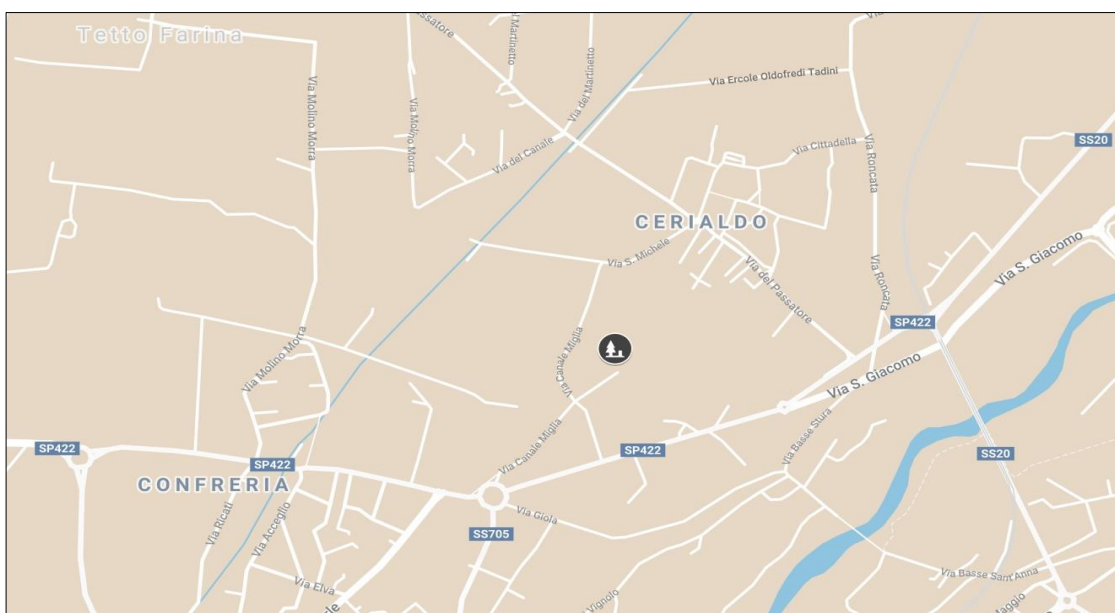 Tetto Farina
Passatore
el Martinetto
Via del Martinetto
Via Ercole Oldofredi Tadini
Via Molino Morra
Via Molino Morra
Via del Canale
Via Cittadella
Via Roncata
SS20
CERIALDO
Via S. Michele
Via del Passatore
Via Roncata
Via S. Giacomo
SP422
Via Canale Miglia
Via Molino Morra
Via S. Giacomo
Via Basse Stura
Via Canale Miglia
SP422
SP422
SP422
SS20
CONFRERIA
Via Ricati
Via Acceglio
Via Giola
SS705
Via Elva
Vignolo
Via Basse Sant'Anna
Maggio